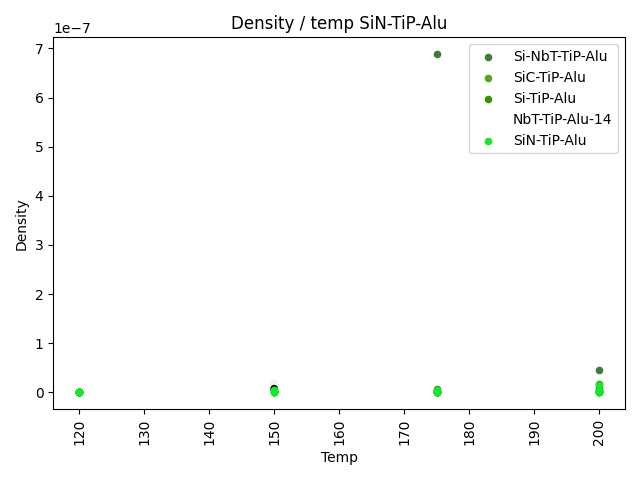 Density / temp SiN-TiP-Alu
1e−7
7
6
5
4
3
2
1
0
Density
Si-NbT-TiP-Alu
SiC-TiP-Alu
Si-TiP-Alu
NbT-TiP-Alu-14
SiN-TiP-Alu
120 130 140 150 160 170 180 190 200
Temp